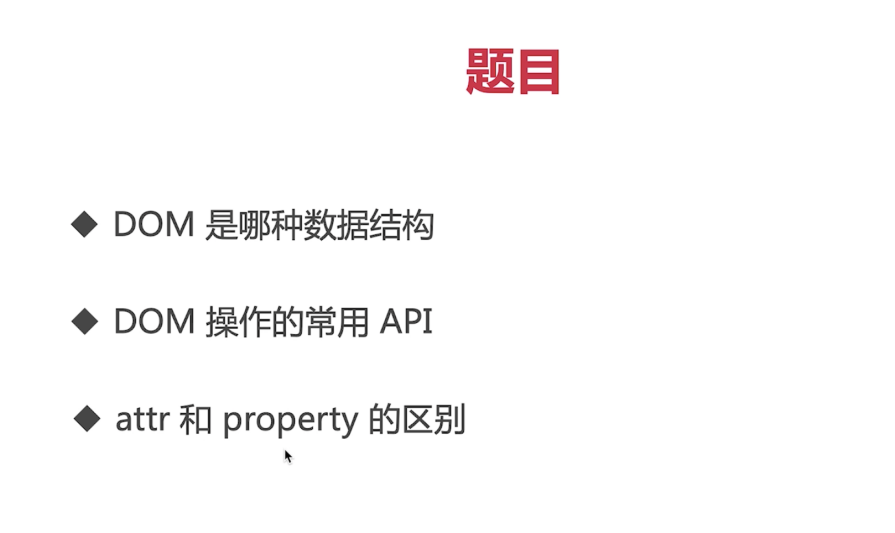 题目
◆ DOM 是哪种数据结构
◆ DOM 操作的常用 API
◆ attr 和 property 的区别